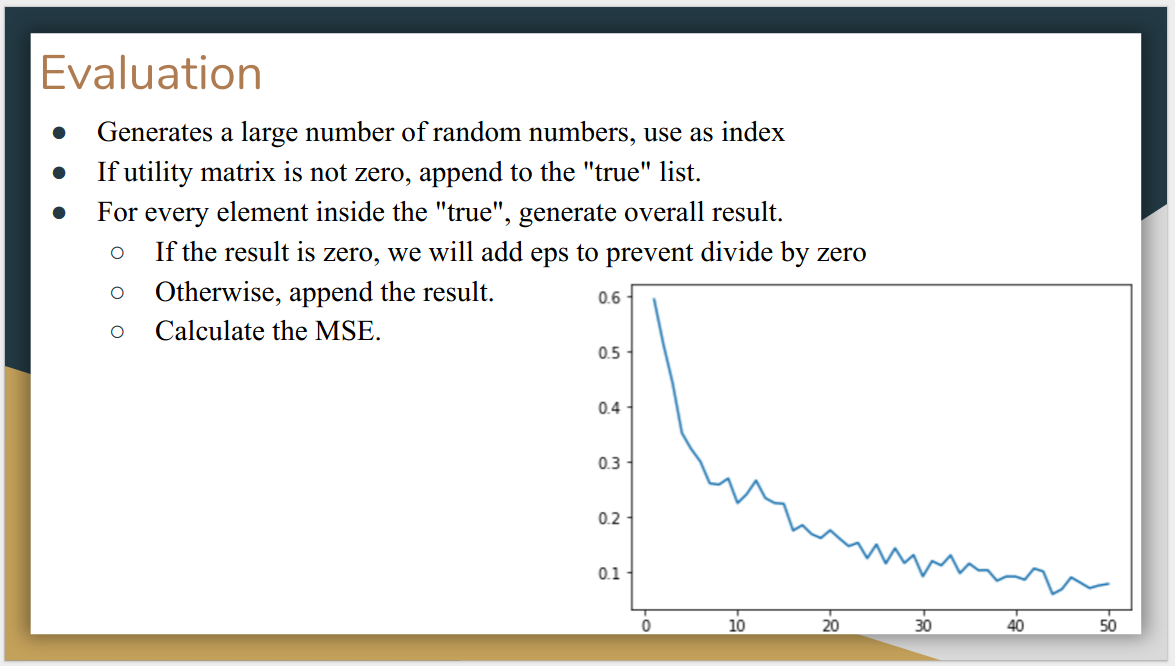 Evaluation
● Generates a large number of random numbers, use as index
● If utility matrix is not zero, append to the "true" list.
● For every element inside the "true", generate overall result.
○ If the result is zero, we will add eps to prevent divide by zero
○ Otherwise, append the result.
○ Calculate the MSE.
0.6
0.5
0.4
0.3
0.2
0.1
0 10 20 30 40 50